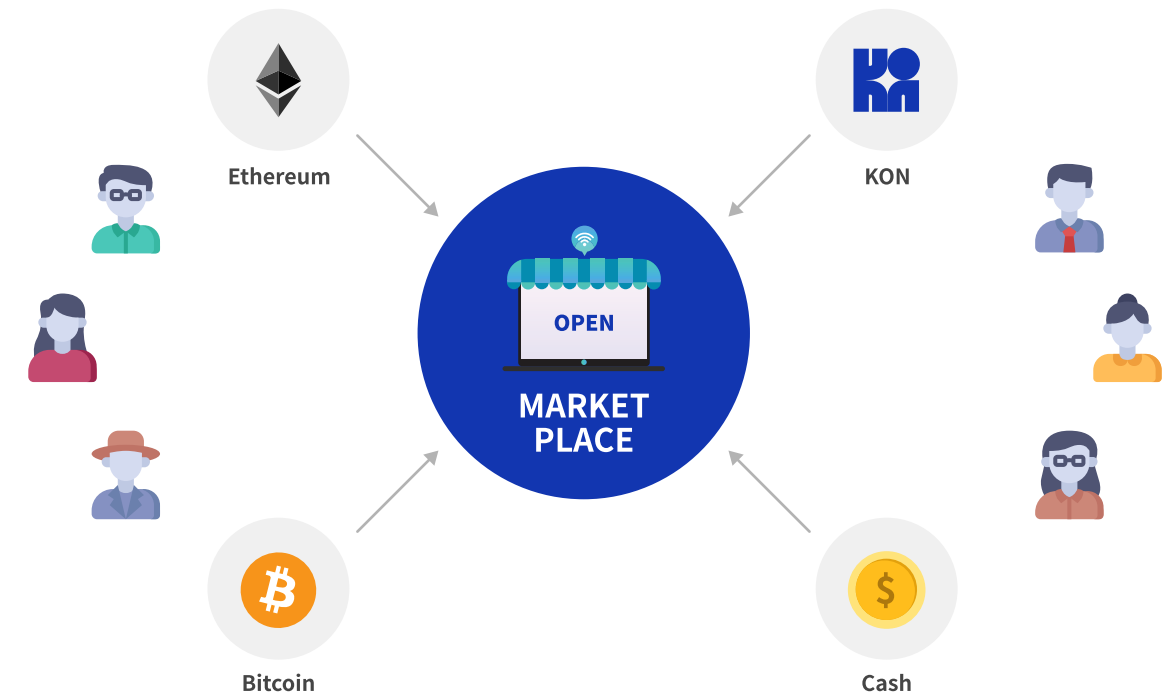 Ethereum
KON
OPEN
MARKET
PLACE
$
Bitcoin
Cash